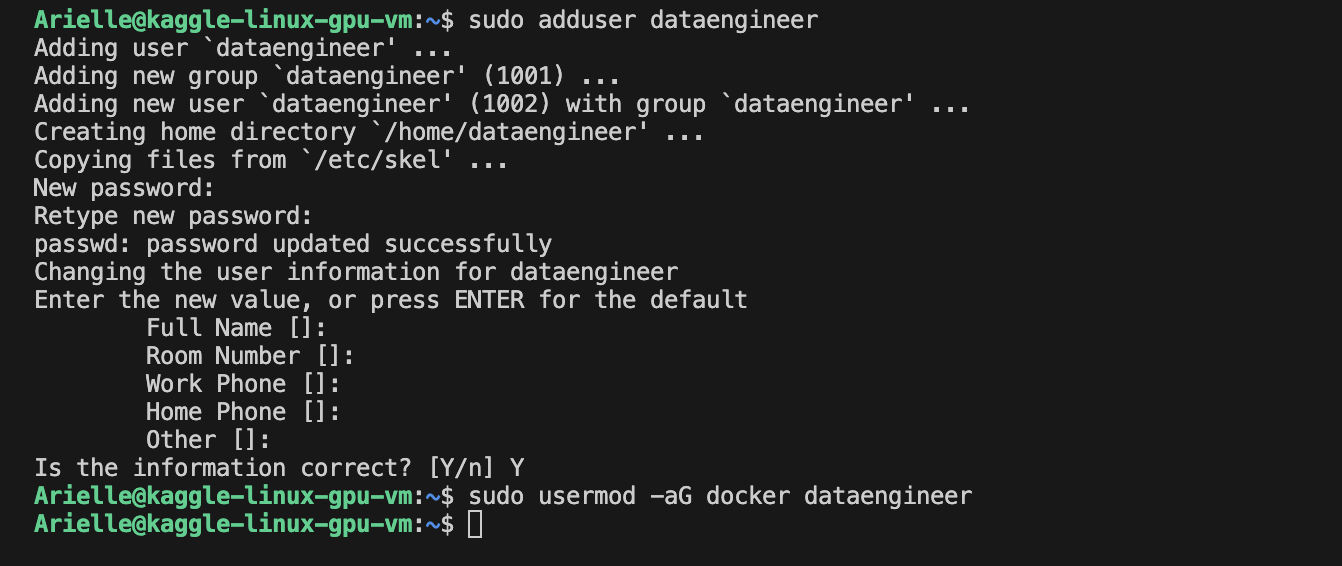 Arielle@kaggle-linux-gpu-vm:~$ sudo adduser dataengineer
Adding user `dataengineer' ...
Adding new group `dataengineer' (1001) ...
Adding new user `dataengineer' (1002) with group `dataengineer' ...
Creating home directory `/home/dataengineer' ...
Copying files from `/etc/skel' ...
New password:
Retype new password:
passwd: password updated successfully
Changing the user information for dataengineer
Enter the new value, or press ENTER for the default
        Full Name []:
        Room Number []:
        Work Phone []:
        Home Phone []:
        Other []:
Is the information correct? [Y/n] Y
Arielle@kaggle-linux-gpu-vm:~$ sudo usermod -aG docker dataengineer
Arielle@kaggle-linux-gpu-vm:~$